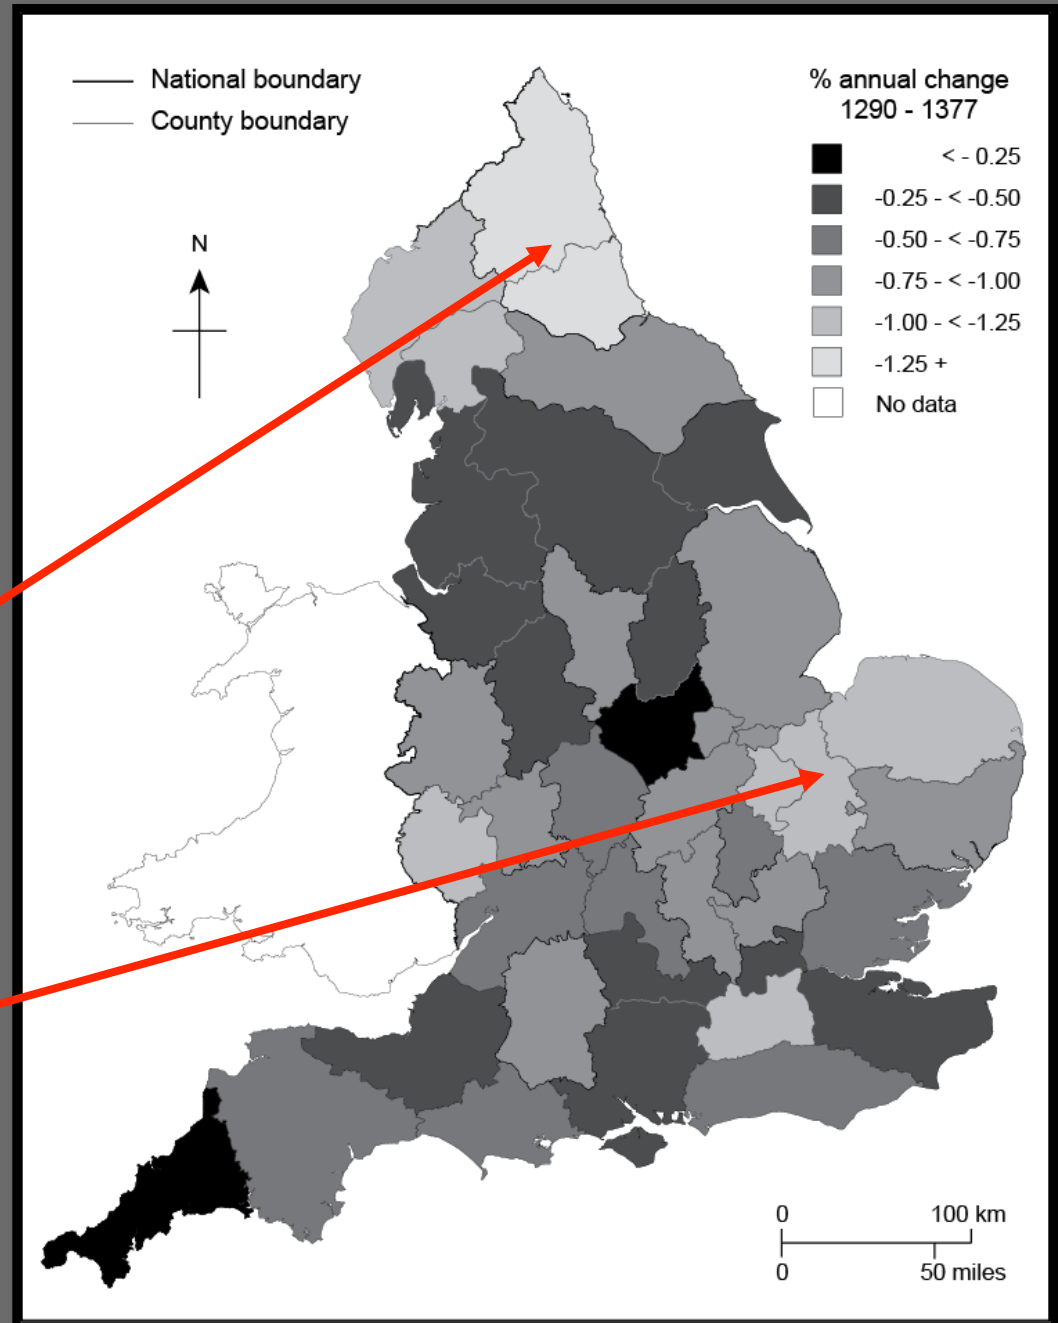 National boundary
County boundary
N
% annual change
1290 - 1377
< - 0.25
-0.25 - < -0.50
-0.50 - < -0.75
-0.75 - < -1.00
-1.00 - < -1.25
-1.25 +
No data
0 100 km
0 50 miles